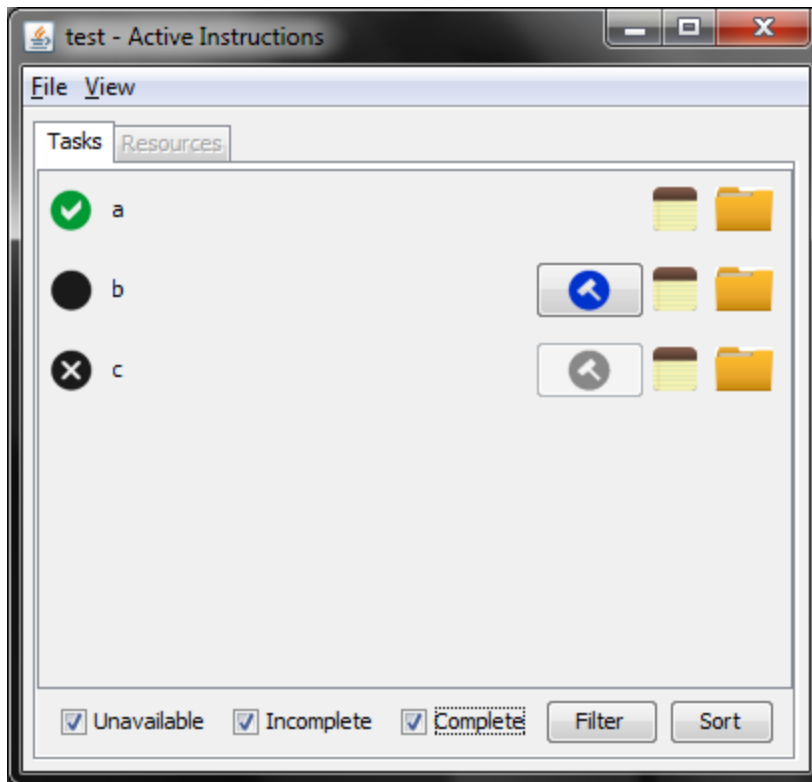 test - Active Instructions
File View
Tasks Resources
a
b
c
Unavailable Incomplete Complete Filter Sort